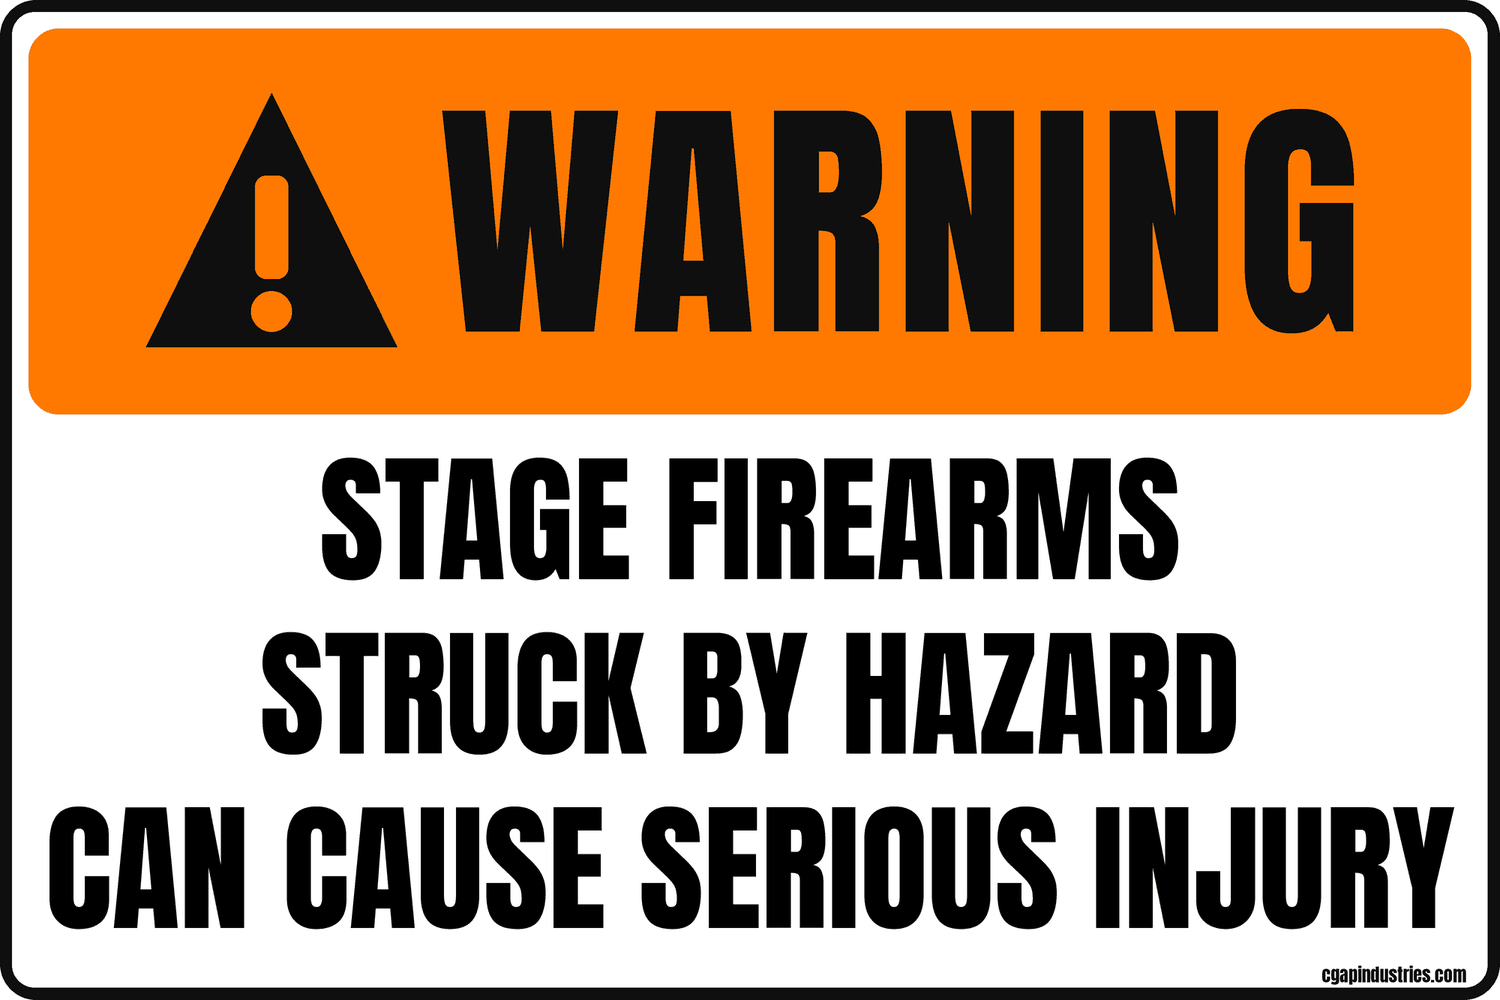 WARNING
STAGE FIREARMS
STRUCK BY HAZARD
CAN CAUSE SERIOUS INJURY
cgapindustries.com